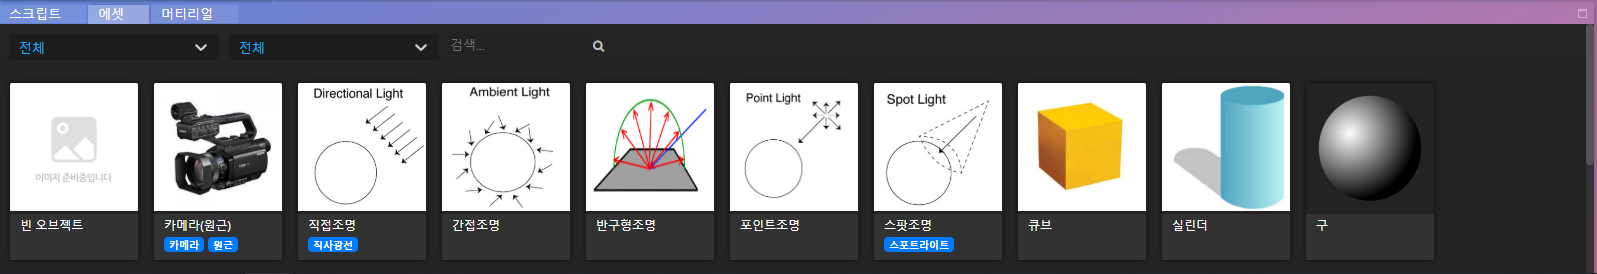 스크립트 에셋 머티리얼
전체 전체 검색...
이미지 준비중입니다
Directional Light
Ambient Light
Point Light
Spot Light
빈 오브젝트
카메라(원근)
카메라 원근
직접조명
직사광선
간접조명
반구형조명
포인트조명
스팟조명
스포트라이트
큐브
실린더
구